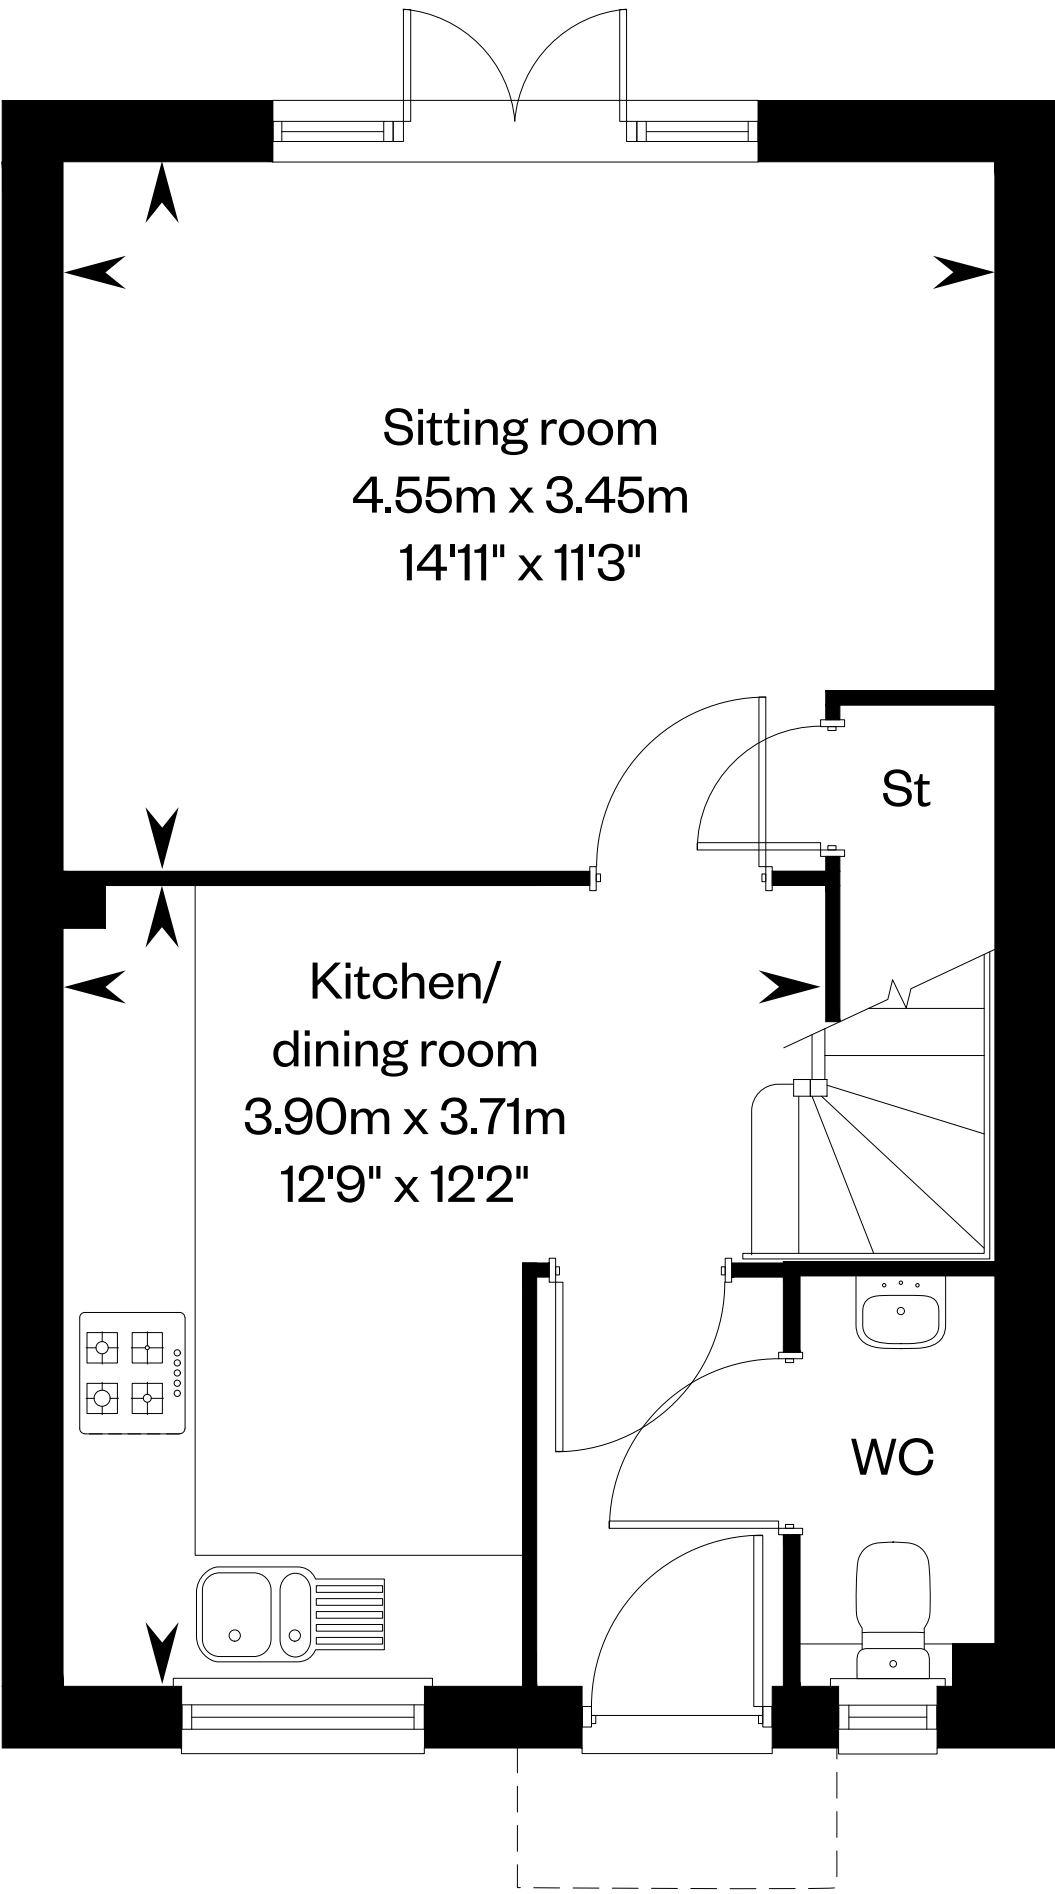 Sitting room
4.55m x 3.45m
14'11" x 11'3"
St
Kitchen/
dining room
3.90m x 3.71m
12'9" x 12'2"
WC